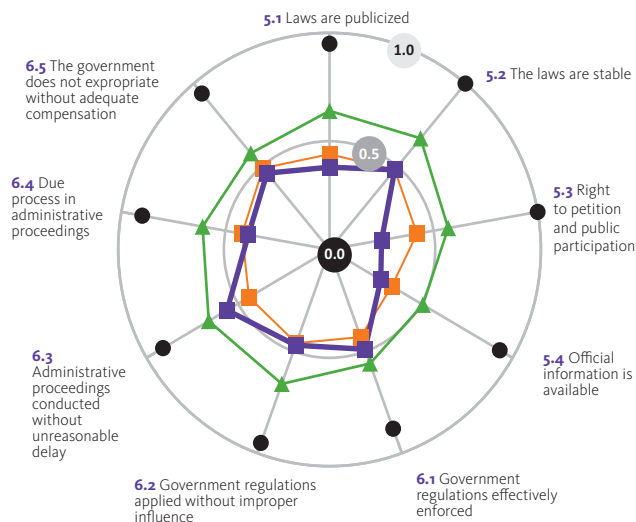 5.1 Laws are publicized
1.0
6.5 The government
does not expropriate
without adequate
compensation
5.2 The laws are stable
0.5
6.4 Due
process in
administrative
proceedings
5.3 Right
to petition and public
participation
0.0
6.3
Administrative
proceedings
conducted
without
unreasonable
delay
5.4 Official
information is
available
6.2 Government regulations
applied without improper
influence
6.1 Government
regulations effectively
enforced